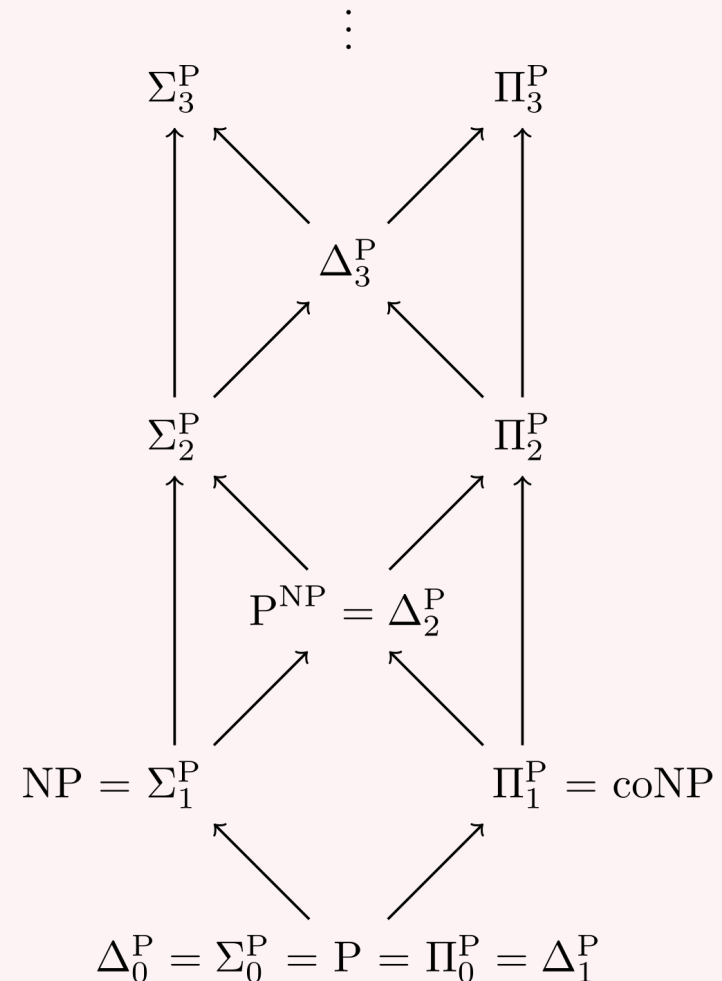 ⋮
Σ₃ᴾ Π₃ᴾ
Δ₃ᴾ
Σ₂ᴾ Π₂ᴾ
Pᴺᴾ = Δ₂ᴾ
NP = Σ₁ᴾ Π₁ᴾ = coNP
Δ₀ᴾ = Σ₀ᴾ = P = Π₀ᴾ = Δ₁ᴾ